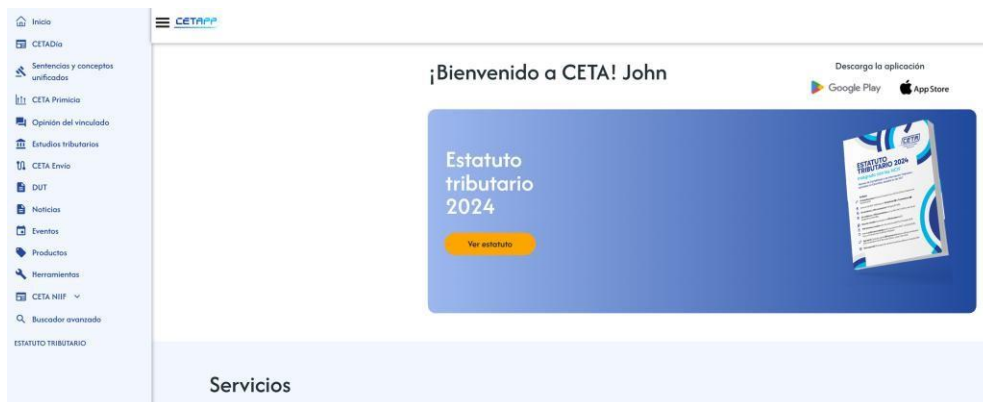 Inicio
CETADía
Sentencias y conceptos
unificados
CETA Primicia
Opinión del vinculado
Estudios tributarios
CETA Envío
DUT
Noticias
Eventos
Productos
Herramientas
CETA NIIF
Buscador avanzado
ESTATUTO TRIBUTARIO
CETAPP
¡Bienvenido a CETA! John
Descarga la aplicación
Google Play
App Store
Estatuto
tributario
2024
Ver estatuto
CETA
ESTATUTO
TRIBUTARIO 2024
Servicios